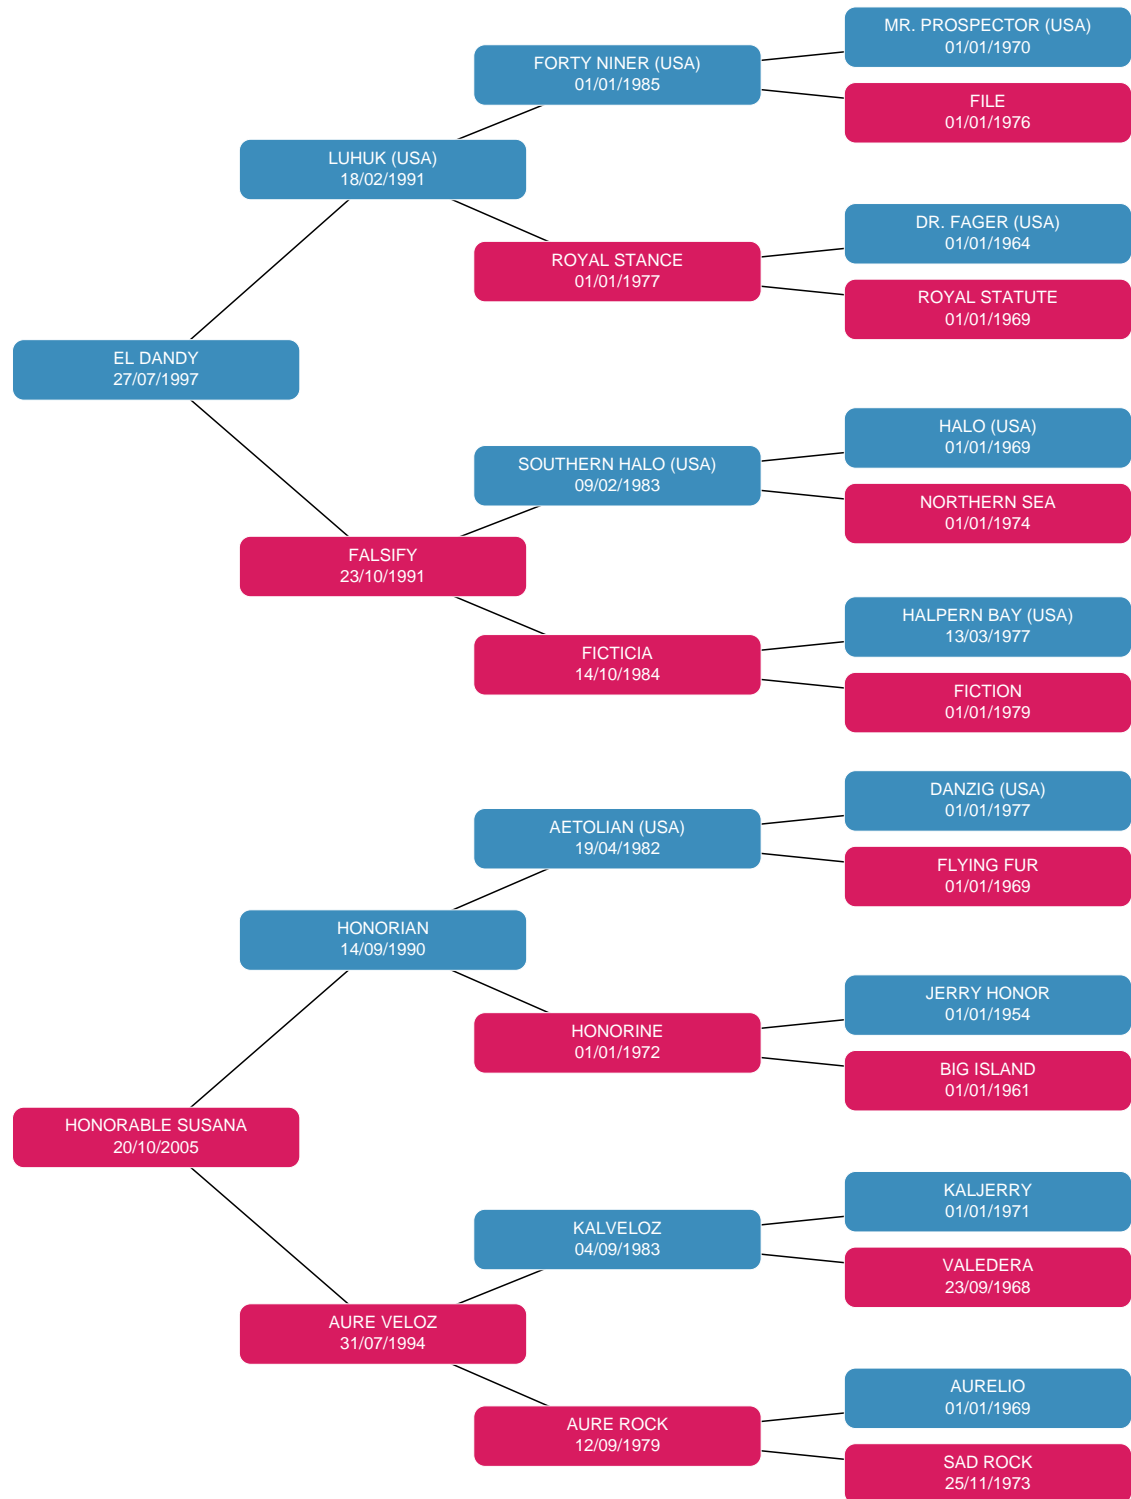 MR. PROSPECTOR (USA)
01/01/1970
FORTY NINER (USA)
01/01/1985
FILE
01/01/1976
LUHUK (USA)
18/02/1991
DR. FAGER (USA)
01/01/1964
ROYAL STANCE
01/01/1977
ROYAL STATUTE
01/01/1969
EL DANDY
27/07/1997
HALO (USA)
01/01/1969
SOUTHERN HALO (USA)
09/02/1983
NORTHERN SEA
01/01/1974
FALSIFY
23/10/1991
HALPERN BAY (USA)
13/03/1977
FICTICIA
14/10/1984
FICTION
01/01/1979
DANZIG (USA)
01/01/1977
AETOLIAN (USA)
19/04/1982
FLYING FUR
01/01/1969
HONORIAN
14/09/1990
JERRY HONOR
01/01/1954
HONORINE
01/01/1972
BIG ISLAND
01/01/1961
HONORABLE SUSANA
20/10/2005
KALJERRY
01/01/1971
KALVELOZ
04/09/1983
VALEDERA
23/09/1968
AURE VELOZ
31/07/1994
AURELIO
01/01/1969
AURE ROCK
12/09/1979
SAD ROCK
25/11/1973